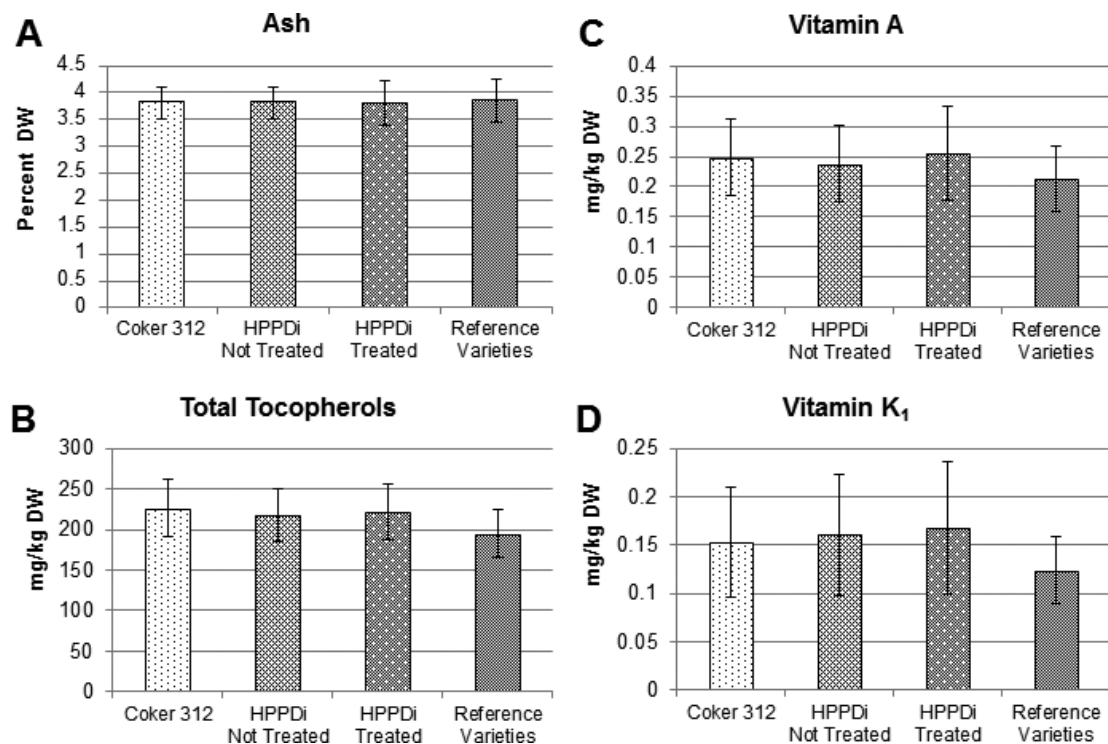 A
Ash
Percent DW
4.5
4
3.5
3
2.5
2
1.5
1
0.5
0
Coker 312
HPPDi
Not Treated
HPPDi
Treated
Reference
Varieties
C
Vitamin A
mg/kg DW
0.4
0.35
0.3
0.25
0.2
0.15
0.1
0.05
0
Coker 312
HPPDi
Not Treated
HPPDi
Treated
Reference
Varieties
B
Total Tocopherols
mg/kg DW
300
250
200
150
100
50
0
Coker 312
HPPDi
Not Treated
HPPDi
Treated
Reference
Varieties
D
Vitamin K₁
mg/kg DW
0.25
0.2
0.15
0.1
0.05
0
Coker 312
HPPDi
Not Treated
HPPDi
Treated
Reference
Varieties